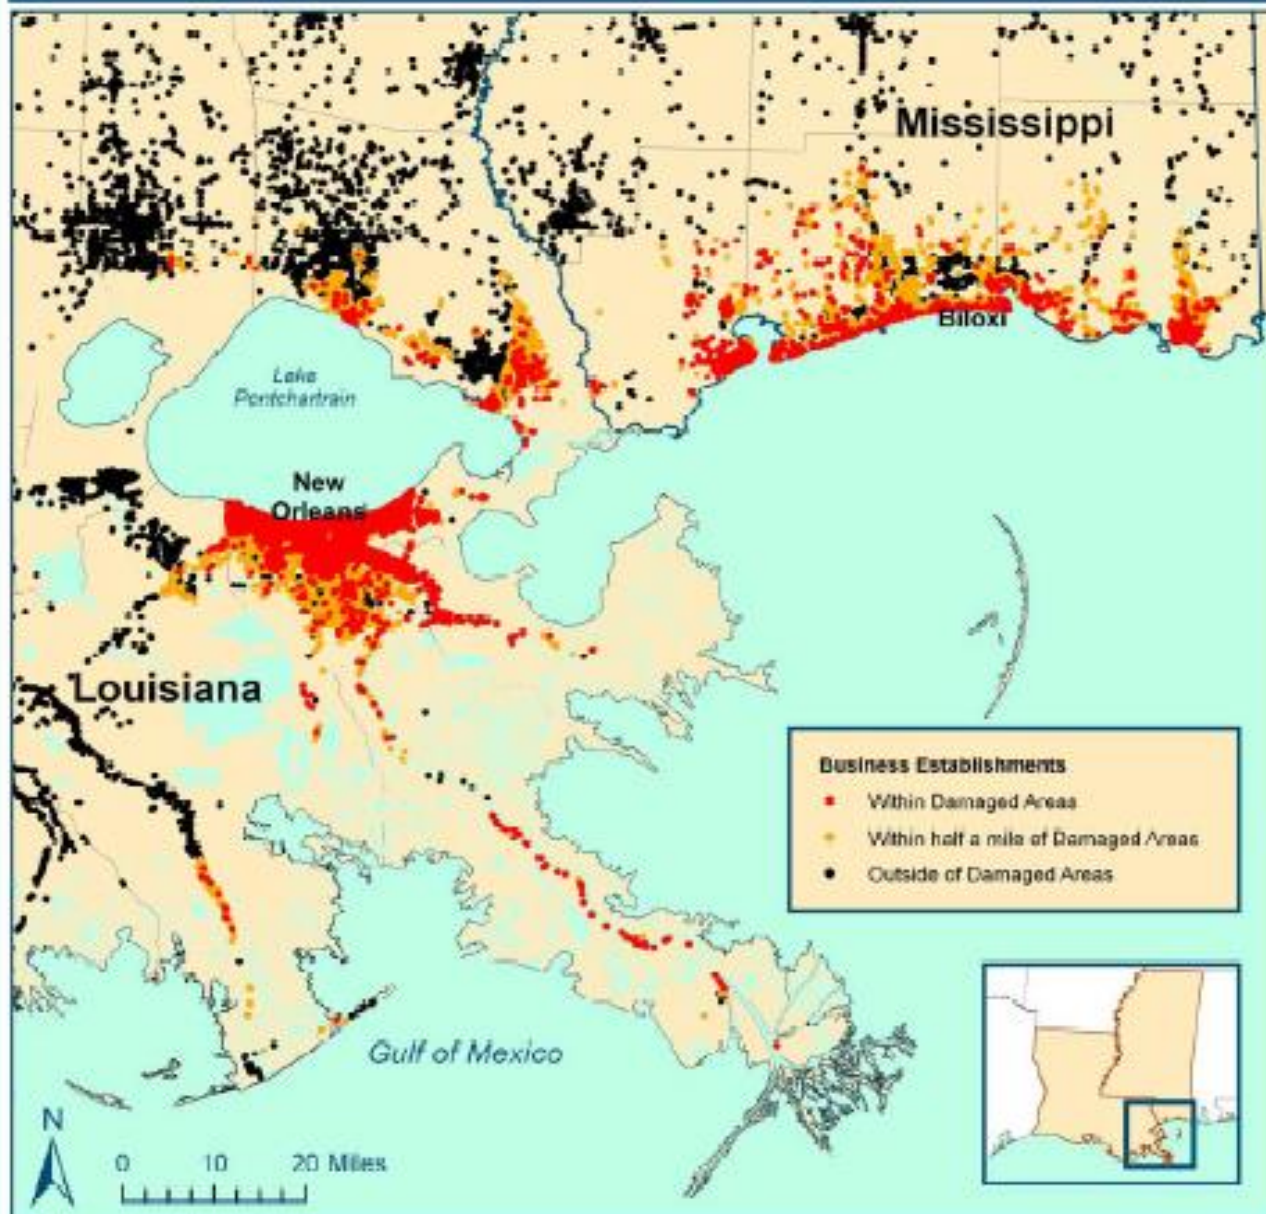 Mississippi
Biloxi
Lake
Pontchartrain
New
Orleans
Louisiana
Business Establishments
Within Damaged Areas
Within half a mile of Damaged Areas
Outside of Damaged Areas
Gulf of Mexico
N
0 10 20 Miles